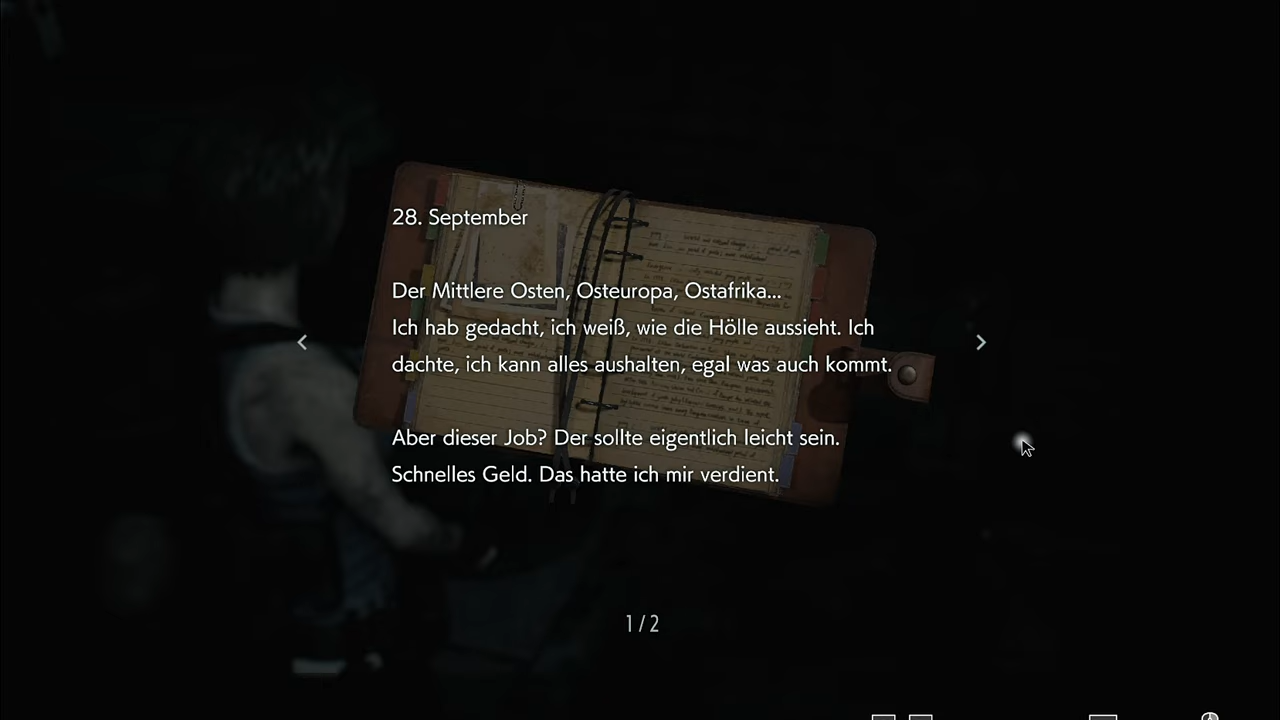 28. September
Der Mittlere Osten, Osteuropa, Ostafrika...
Ich hab gedacht, ich weiß, wie die Hölle aussieht. Ich
dachte, ich kann alles aushalten, egal was auch kommt.
Aber dieser Job? Der sollte eigentlich leicht sein.
Schnelles Geld. Das hatte ich mir verdient.
1 / 2